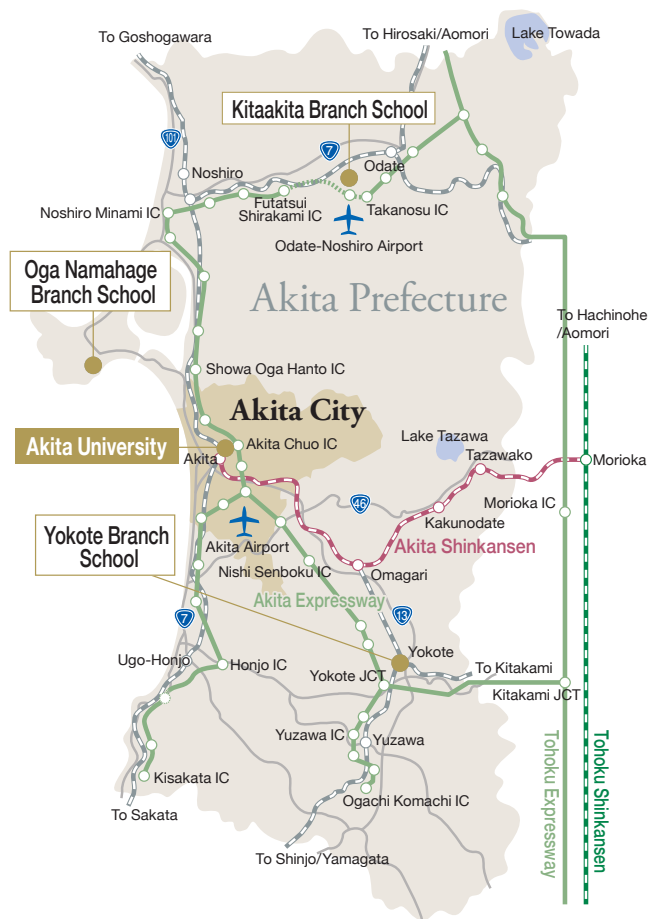 To Goshogawara
To Hirosaki/Aomori
Lake Towada
Kitaakita Branch School
101
7
Odate
Noshiro
Noshiro Minami IC
Futatsui
Shirakami IC
Takanosu IC
Odate-Noshiro Airport
Oga Namahage
Branch School
Akita Prefecture
To Hachinohe
/Aomori
Showa Oga Hanto IC
Akita City
Akita University
Akita Chuo IC
Akita
Lake Tazawa
Tazawako
Morioka
46
Morioka IC
Kakunodate
Yokote Branch
School
Akita Airport
Akita Shinkansen
Nishi Senboku IC
Omagari
Akita Expressway
7
13
Ugo-Honjo
Honjo IC
Yokote
Yokote JCT
To Kitakami
Kitakami JCT
Yuzawa IC
Yuzawa
Kisakata IC
Ogachi Komachi IC
To Sakata
To Shinjo/Yamagata
Tohoku Expressway
Tohoku Shinkansen